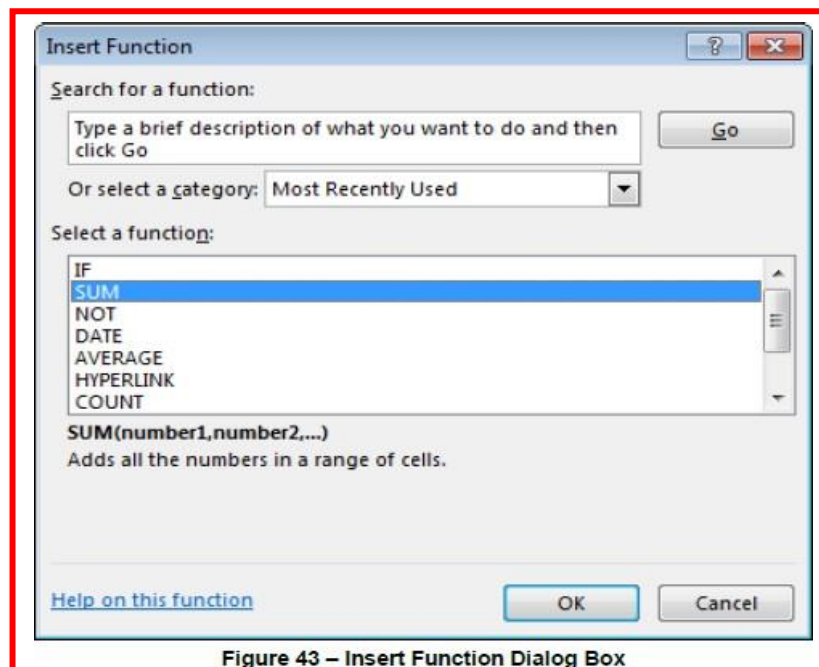 Insert Function
Search for a function:
Type a brief description of what you want to do and then
click Go
Go
Or select a category: Most Recently Used
Select a function:
IF
SUM
NOT
DATE
AVERAGE
HYPERLINK
COUNT
SUM(number1,number2,...)
Adds all the numbers in a range of cells.
Help on this function
OK
Cancel
Figure 43 – Insert Function Dialog Box